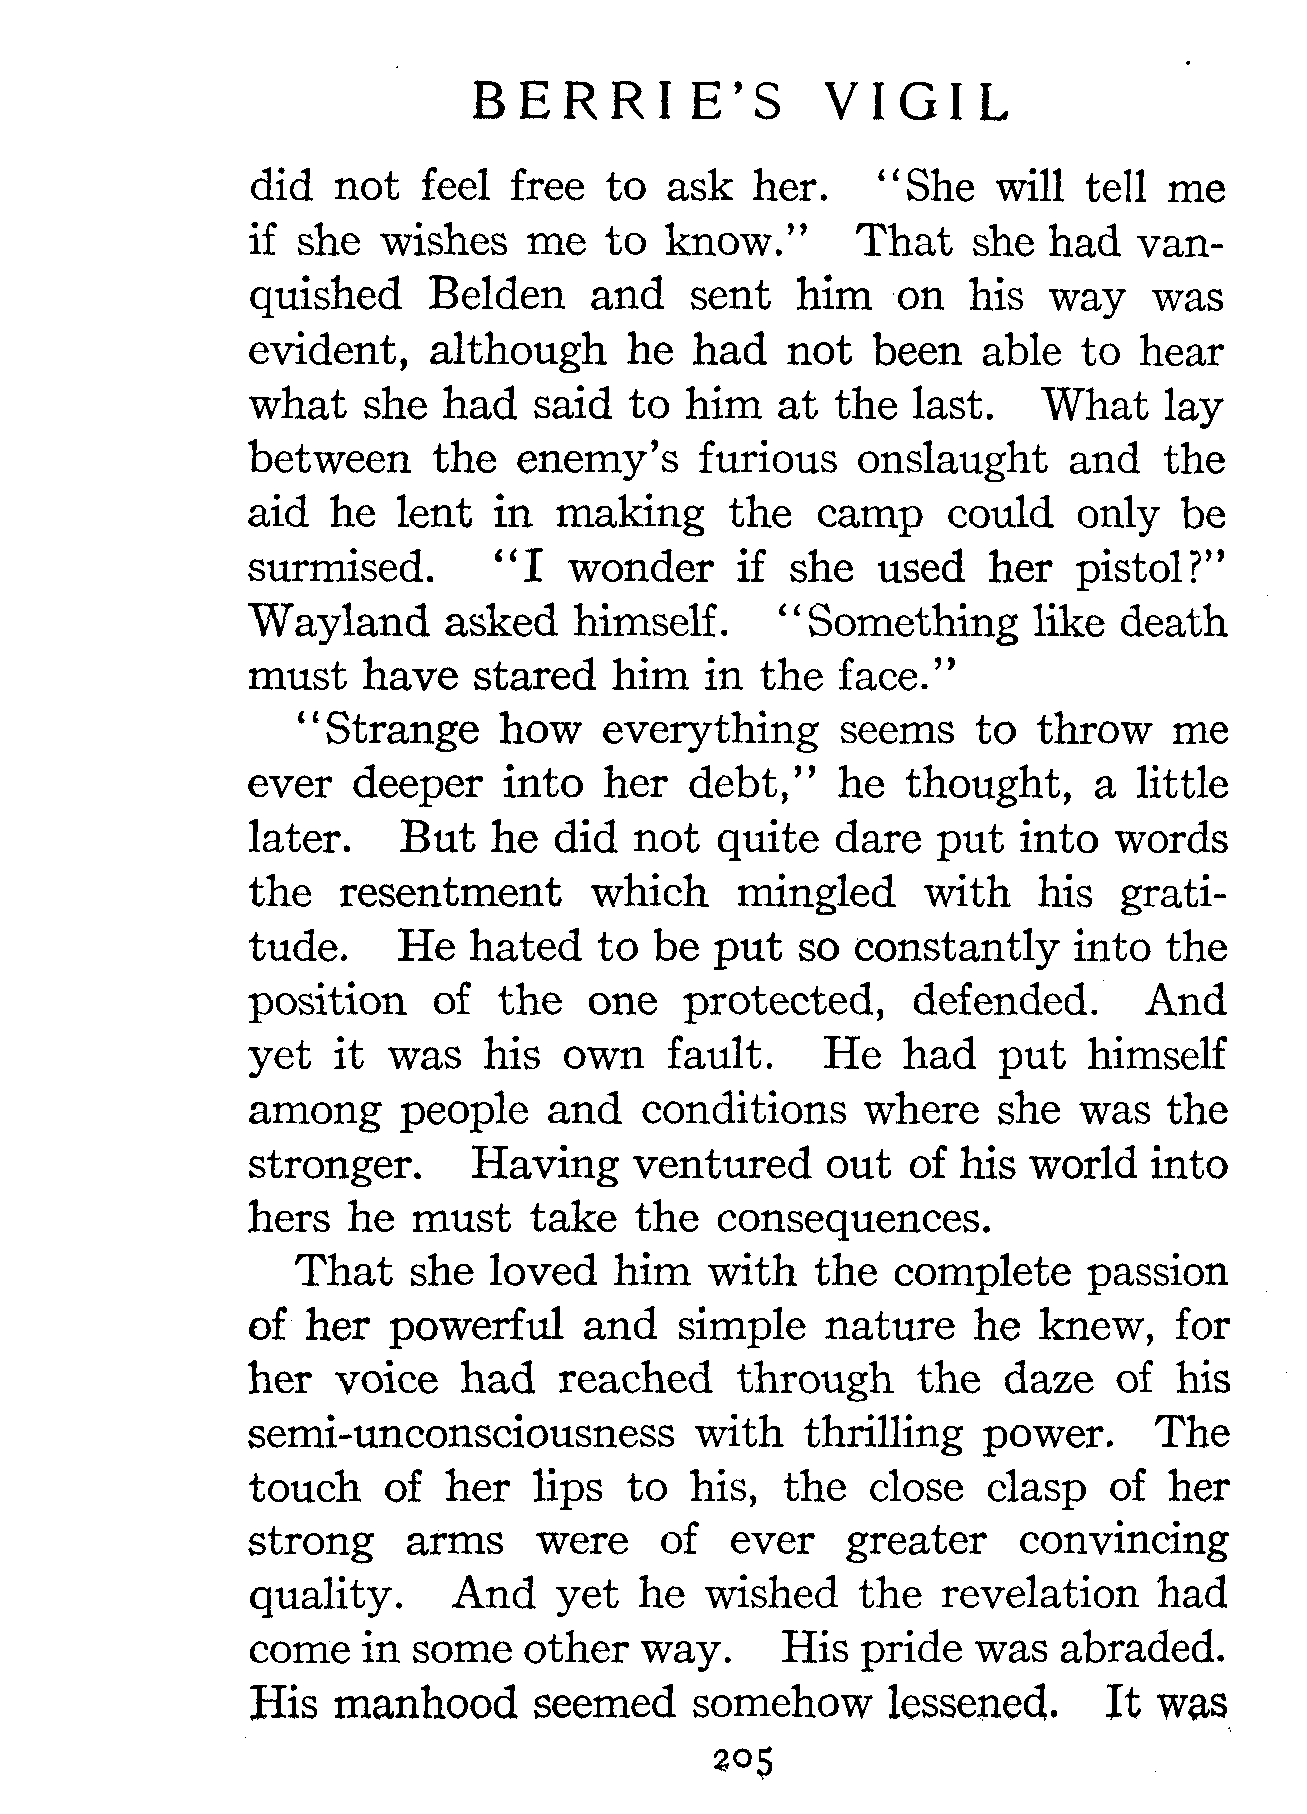 BERRIE'S VIGIL
did not feel free to ask her. "She will tell me
if she wishes me to know." That she had van-
quished Belden and sent him on his way was
evident, although he had not been able to hear
what she had said to him at the last. What lay
between the enemy's furious onslaught and the
aid he lent in making the camp could only be
surmised. "I wonder if she used her pistol?"
Wayland asked himself. "Something like death
must have stared him in the face."
"Strange how everything seems to throw me
ever deeper into her debt," he thought, a little
later. But he did not quite dare put into words
the resentment which mingled with his grati-
tude. He hated to be put so constantly into the
position of the one protected, defended. And
yet it was his own fault. He had put himself
among people and conditions where she was the
stronger. Having ventured out of his world into
hers he must take the consequences.
That she loved him with the complete passion
of her powerful and simple nature he knew, for
her voice had reached through the daze of his
semi-unconsciousness with thrilling power. The
touch of her lips to his, the close clasp of her
strong arms were of ever greater convincing
quality. And yet he wished the revelation had
come in some other way. His pride was abraded.
His manhood seemed somehow lessened. It was
205